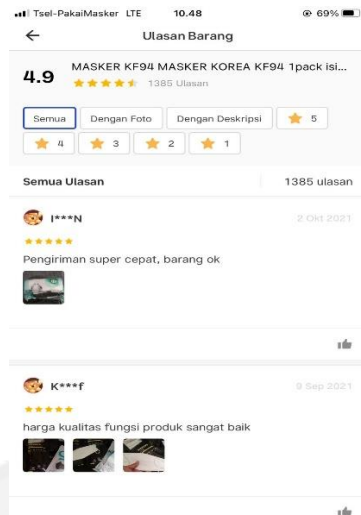 Tsel-PakaiMasker LTE 10.48 69%
Ulasan Barang
4.9
MASKER KF94 MASKER KOREA KF94 1pack isi...
1385 Ulasan
Semua Dengan Foto Dengan Deskripsi 5
4 3 2 1
Semua Ulasan 1385 ulasan
I***N 2 Okt 2021
Pengiriman super cepat, barang ok
K***f 9 Sep 2021
harga kualitas fungsi produk sangat baik